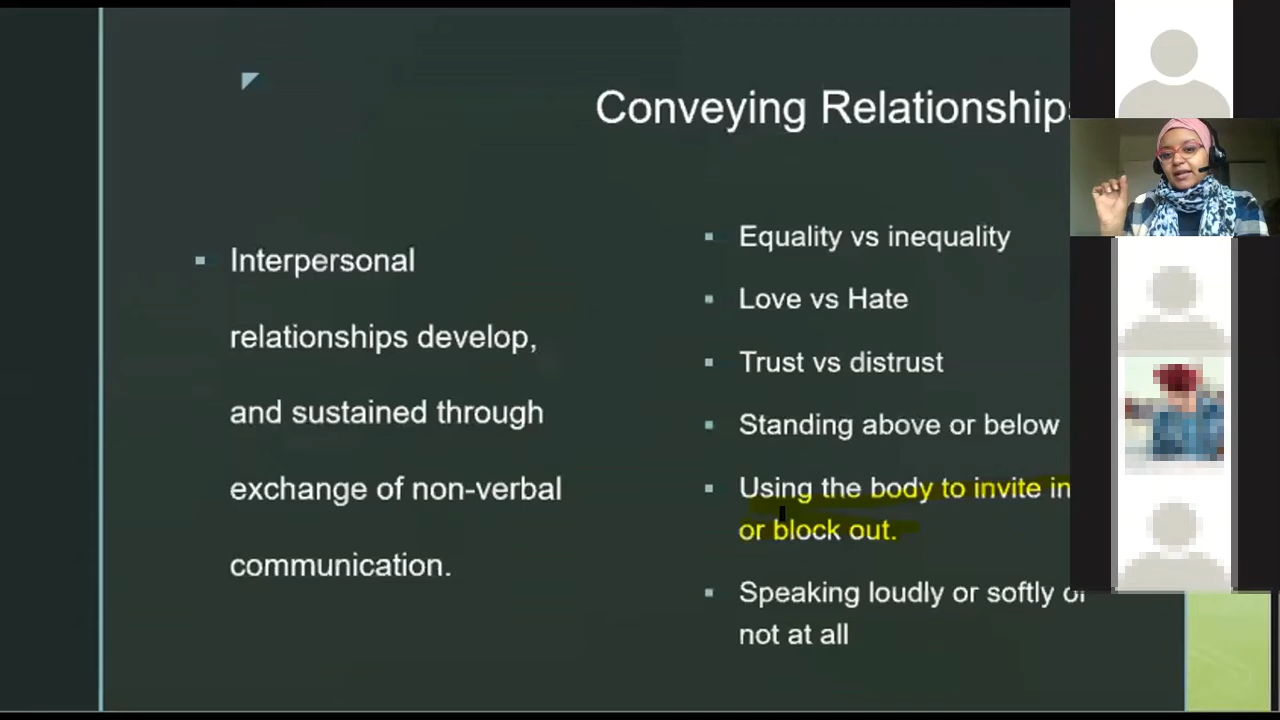 Conveying Relationships
Interpersonal
relationships develop,
and sustained through
exchange of non-verbal
communication.
Equality vs inequality
Love vs Hate
Trust vs distrust
Standing above or below
Using the body to invite in
or block out.
Speaking loudly or softly or
not at all